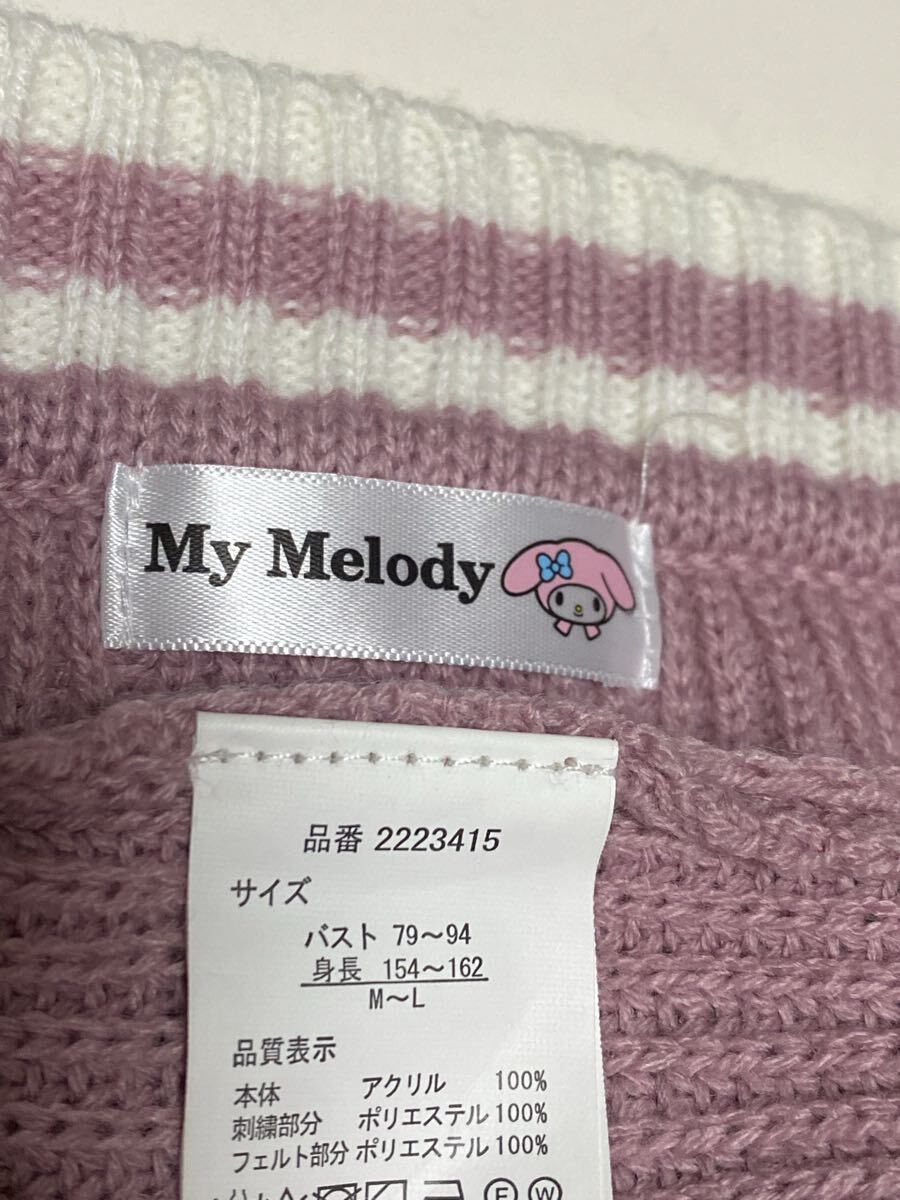 My Melody
品番 2223415
サイズ
バスト 79～94
身長 154～162
M～L
品質表示
本体 アクリル 100%
刺繍部分 ポリエステル 100%
フェルト部分 ポリエステル 100%
F W